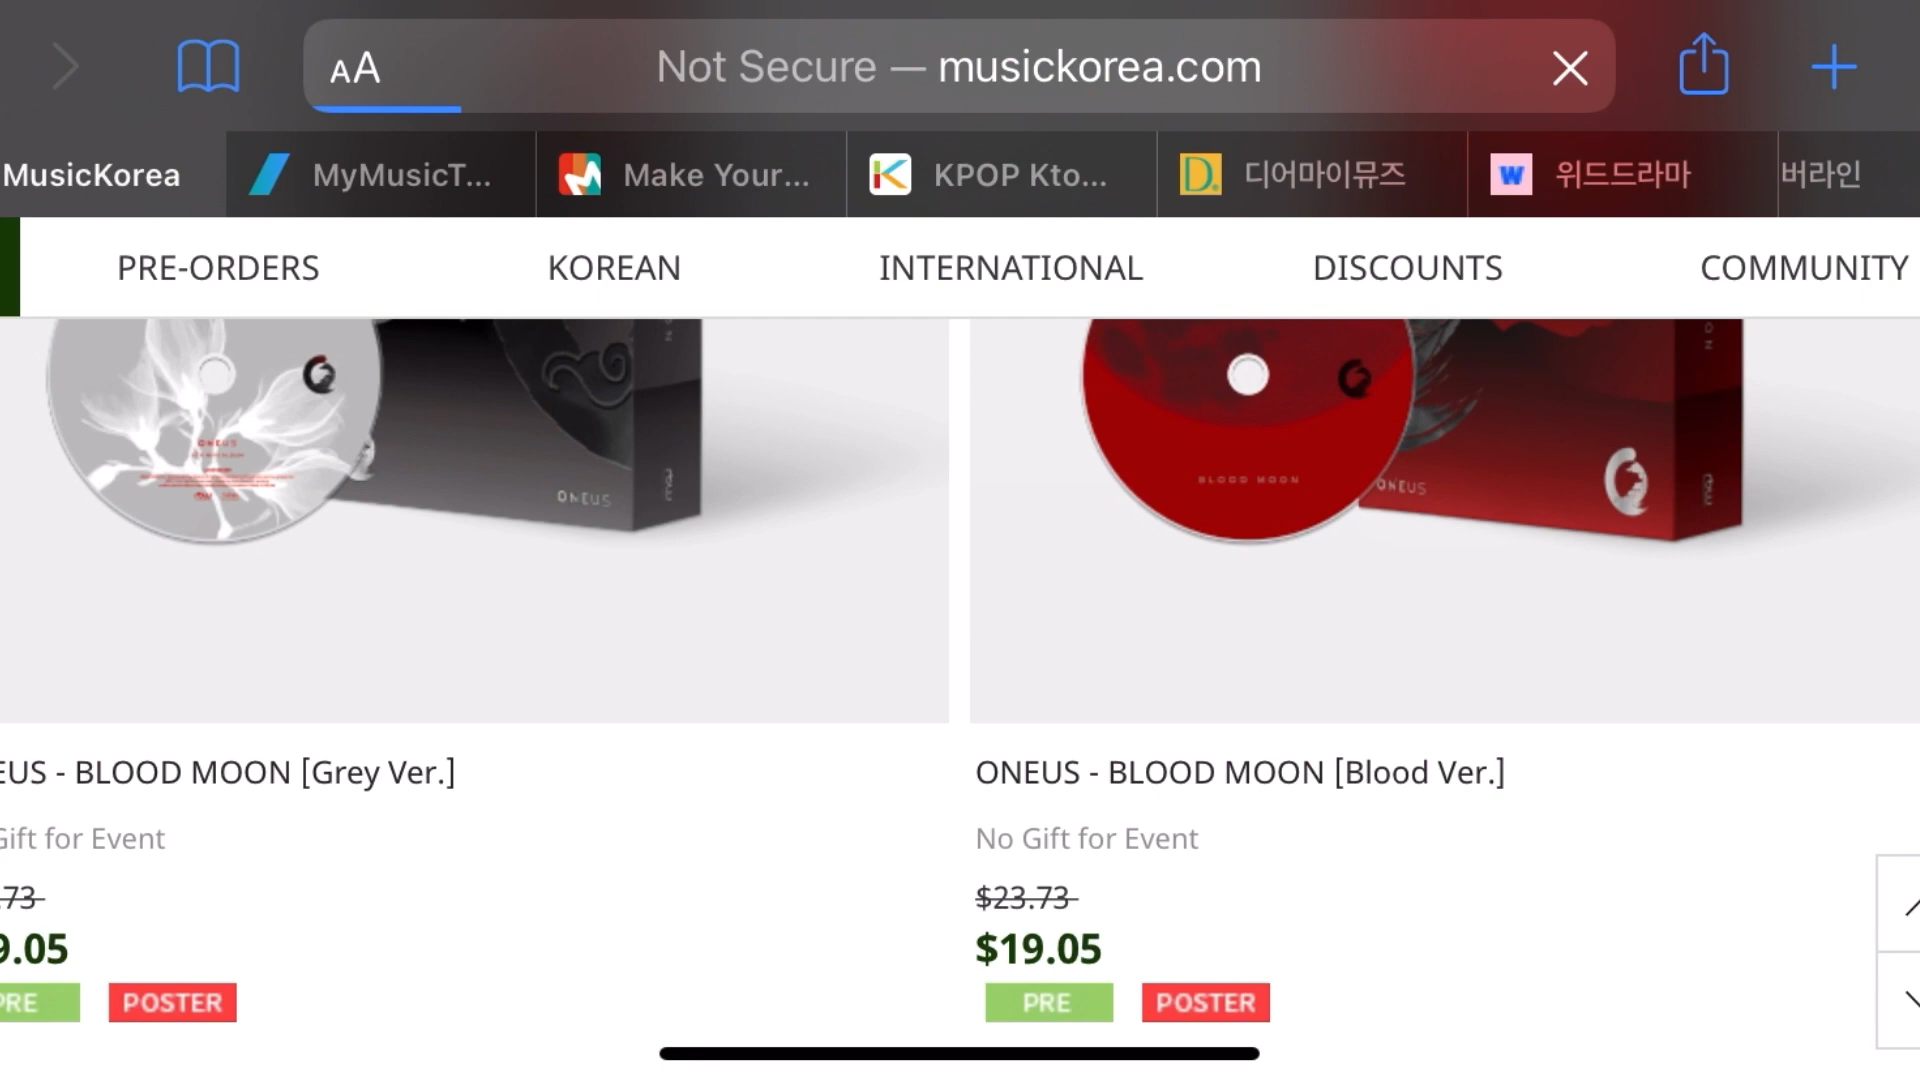 AA
Not Secure — musickorea.com
MusicKorea
MyMusicT...
Make Your...
KPOP Kto...
D.
디어마이뮤즈
W
위드드라마
버라인
PRE-ORDERS
KOREAN
INTERNATIONAL
DISCOUNTS
COMMUNITY
ONEUS
ONEUS
BLOOD MOON
ONEUS
EUS - BLOOD MOON [Grey Ver.]
ONEUS - BLOOD MOON [Blood Ver.]
Gift for Event
No Gift for Event
.73
$23.73
9.05
$19.05
PRE
POSTER
PRE
POSTER